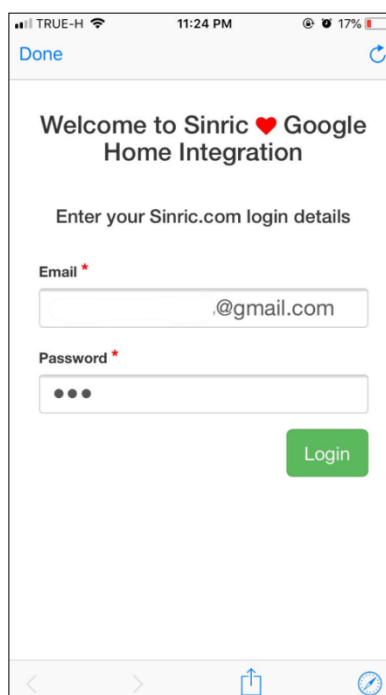 TRUE-H 11:24 PM 17%
Done
Welcome to Sinric ❤ Google
Home Integration
Enter your Sinric.com login details
Email *
@gmail.com
Password *
●●●
Login